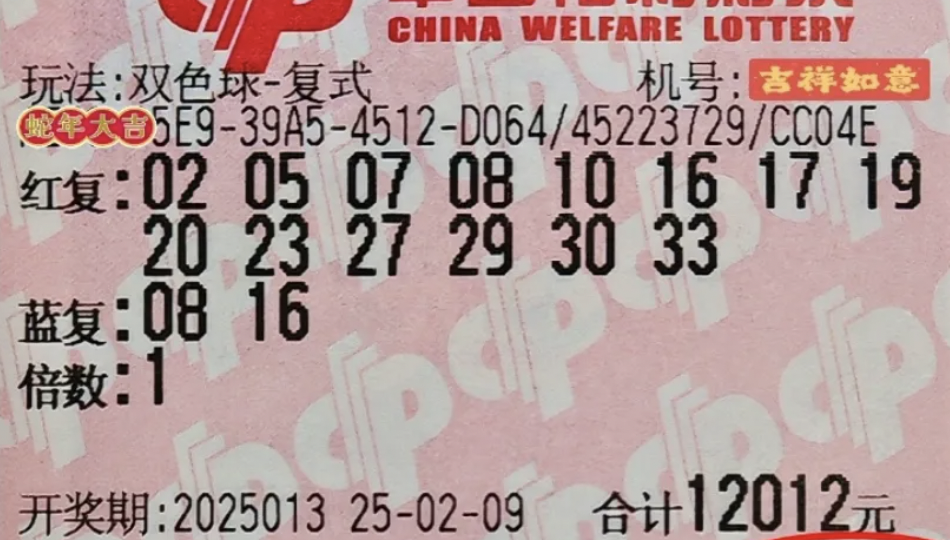 CHINA WELFARE LOTTERY
玩法:双色球-复式 机号: 吉祥如意
蛇年大吉 5E9-39A5-4512-D064/45223729/CC04E
红复:02 05 07 08 10 16 17 19
20 23 27 29 30 33
蓝复:08 16
倍数:1
开奖期:2025013 25-02-09 合计12012元